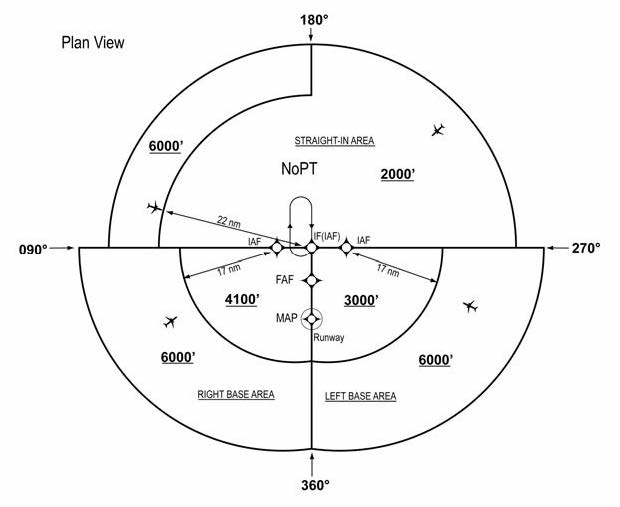 180°
Plan View
6000'
STRAIGHT-IN AREA
NoPT
2000'
22 nm
IAF
IF(IAF)
IAF
090°
270°
17 nm
17 nm
FAF
4100'
3000'
MAP
Runway
6000'
6000'
RIGHT BASE AREA
LEFT BASE AREA
360°